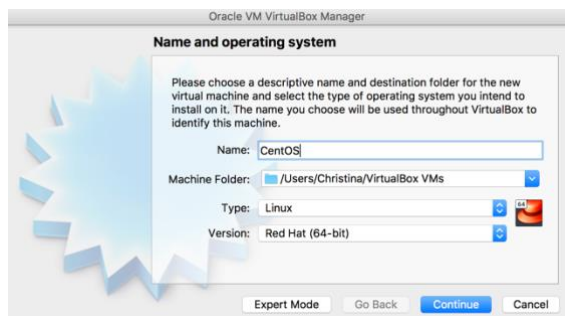 Oracle VM VirtualBox Manager
Name and operating system
Please choose a descriptive name and destination folder for the new
virtual machine and select the type of operating system you intend to
install on it. The name you choose will be used throughout VirtualBox to
identify this machine.
Name: CentOS
Machine Folder: /Users/Christina/VirtualBox VMs
Type: Linux
64
Version: Red Hat (64-bit)
Expert Mode Go Back Continue Cancel